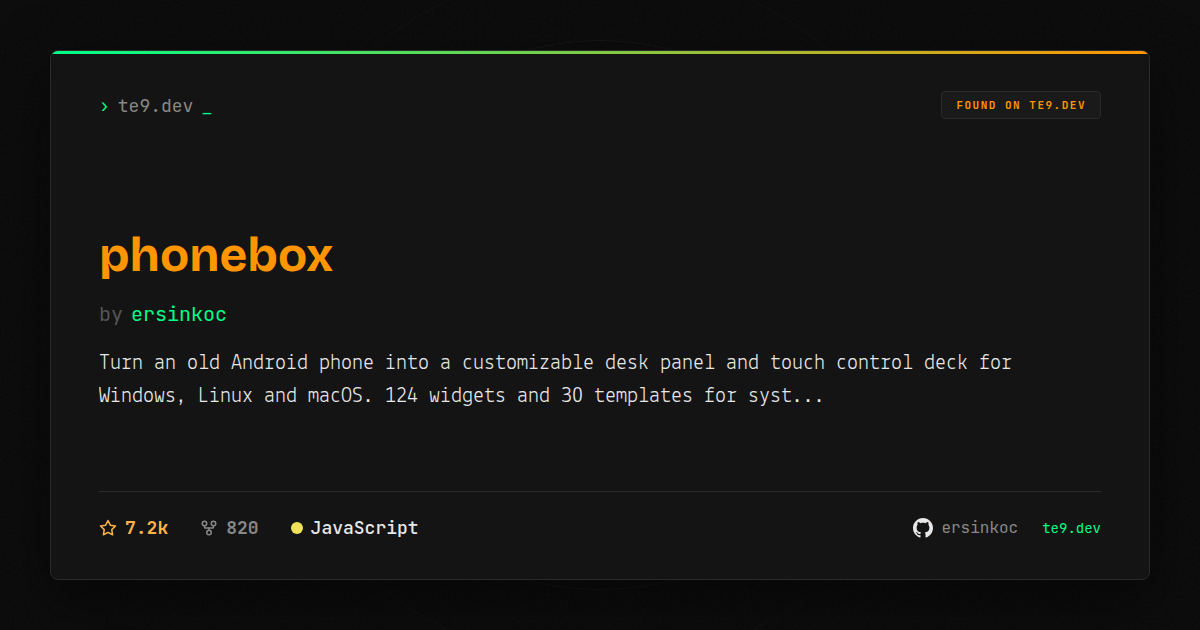 › te9.dev _
FOUND ON TE9.DEV
phonebox
by ersinkoc
Turn an old Android phone into a customizable desk panel and touch control deck for
Windows, Linux and macOS. 124 widgets and 30 templates for syst...
7.2k 820 JavaScript
ersinkoc te9.dev